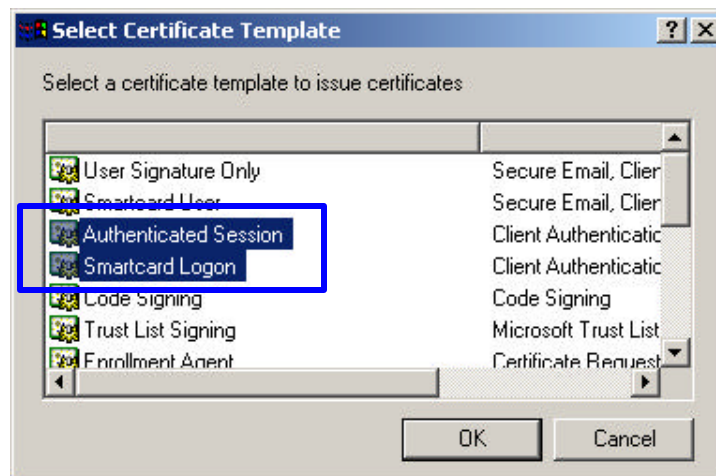 Select Certificate Template
Select a certificate template to issue certificates
User Signature Only Secure Email, Clier
Smartcard User Secure Email, Clier
Authenticated Session Client Authenticatic
Smartcard Logon Client Authenticatic
Code Signing Code Signing
Trust List Signing Microsoft Trust List
Enrollment Agent Certificate Request
OK Cancel